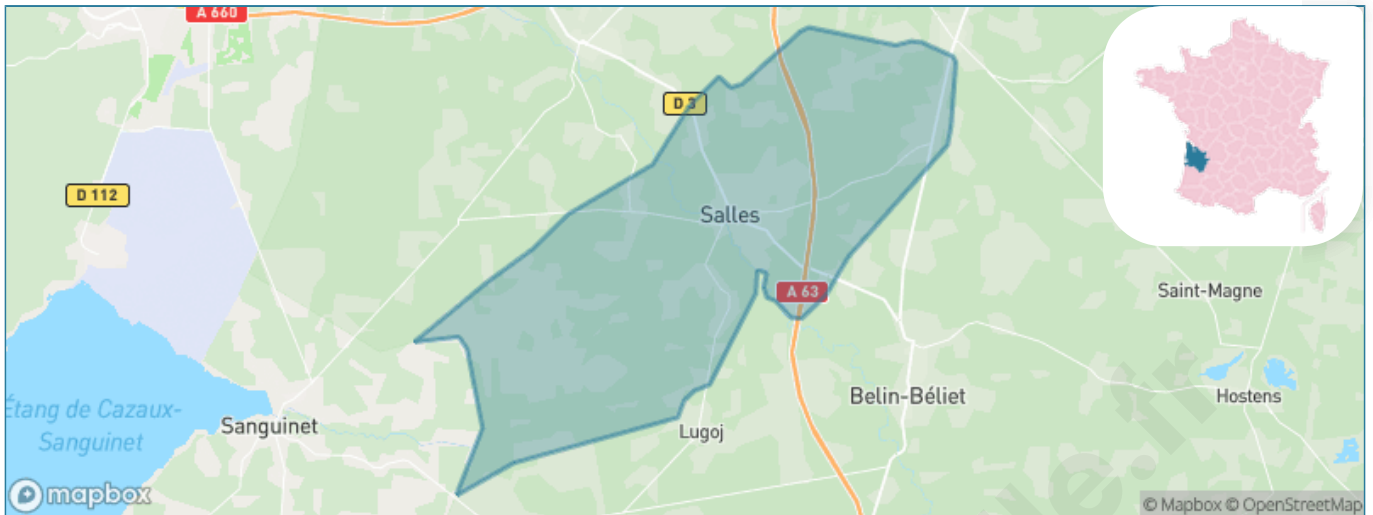 A 660
D 3
D 112
Salles
A 63
Saint-Magne
Belin-Béliet
Hostens
Étang de Cazaux-
Sanguinet
Sanguinet
Lugoj
mapbox
© Mapbox © OpenStreetMap